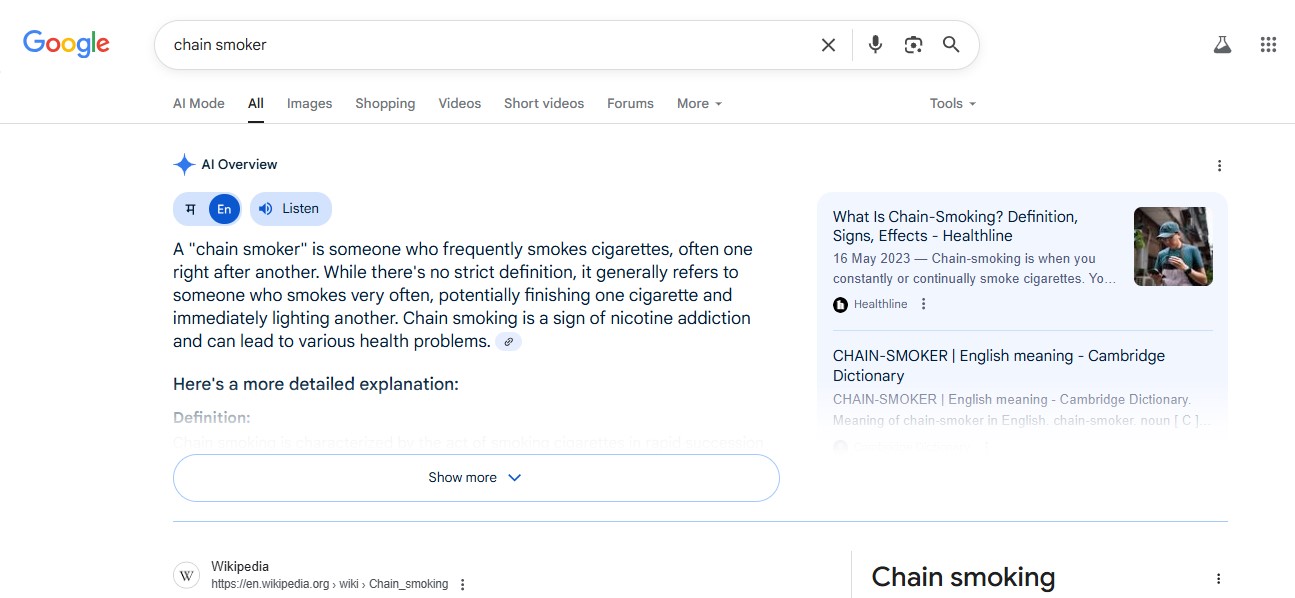 Google
chain smoker
AI Mode
All
Images
Shopping
Videos
Short videos
Forums
More
Tools
AI Overview
म
En
Listen
A "chain smoker" is someone who frequently smokes cigarettes, often one
right after another. While there's no strict definition, it generally refers to
someone who smokes very often, potentially finishing one cigarette and
immediately lighting another. Chain smoking is a sign of nicotine addiction
and can lead to various health problems.
Here's a more detailed explanation:
Definition:
Chain smoking is characterized by the act of smoking cigarettes in rapid succession
Show more
What Is Chain-Smoking? Definition,
Signs, Effects - Healthline
16 May 2023 — Chain-smoking is when you
constantly or continually smoke cigarettes. Yo...
Healthline
CHAIN-SMOKER | English meaning - Cambridge
Dictionary
CHAIN-SMOKER | English meaning - Cambridge Dictionary.
Meaning of chain-smoker in English. chain-smoker. noun [ C ]...
Cambridge Dictionary
W
Wikipedia
https://en.wikipedia.org › wiki › Chain_smoking
Chain smoking